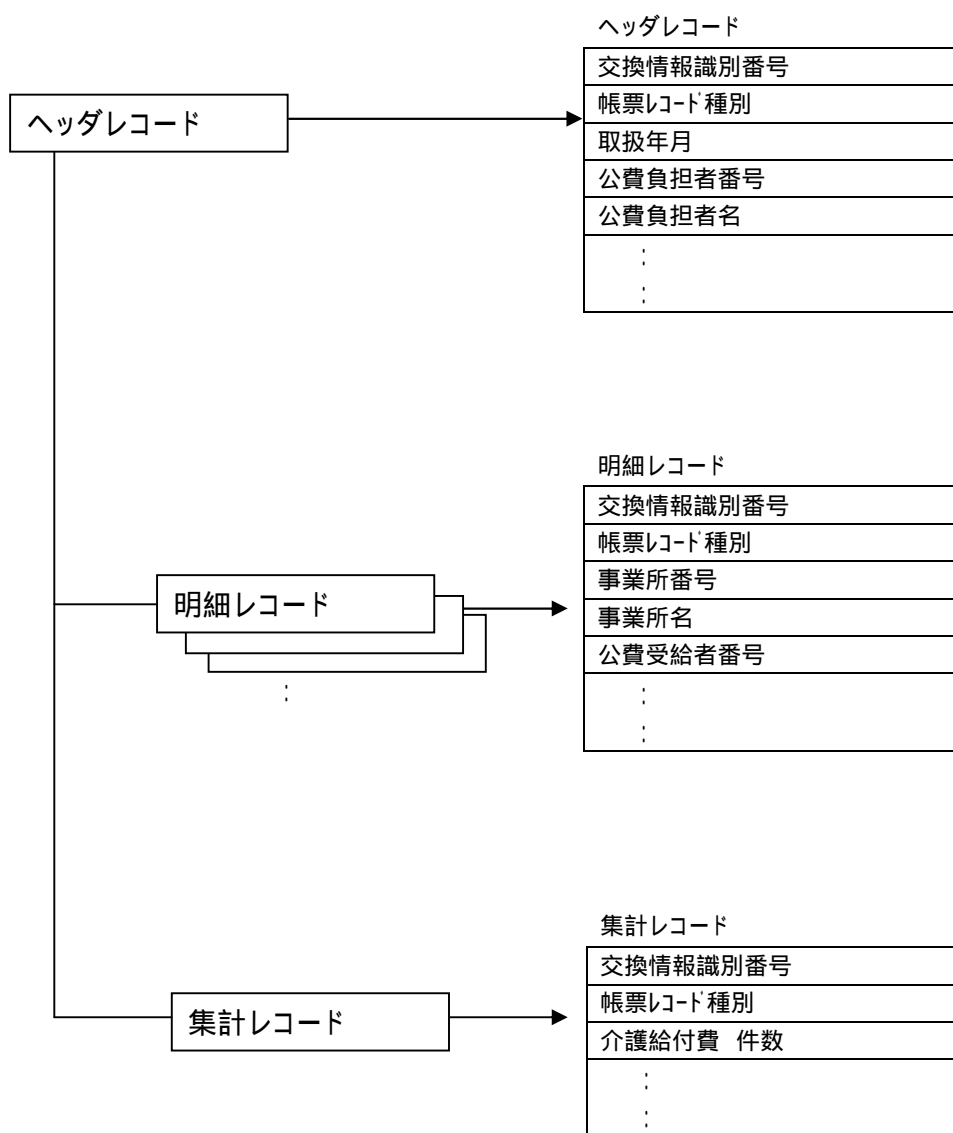 ヘッダレコード
ヘッダレコード
交換情報識別番号
帳票ﾚｺｰﾄﾞ種別
取扱年月
公費負担者番号
公費負担者名
:
:
明細レコード
明細レコード
:
交換情報識別番号
帳票ﾚｺｰﾄﾞ種別
事業所番号
事業所名
公費受給者番号
:
:
集計レコード
集計レコード
交換情報識別番号
帳票ﾚｺｰﾄﾞ種別
介護給付費 件数
:
: